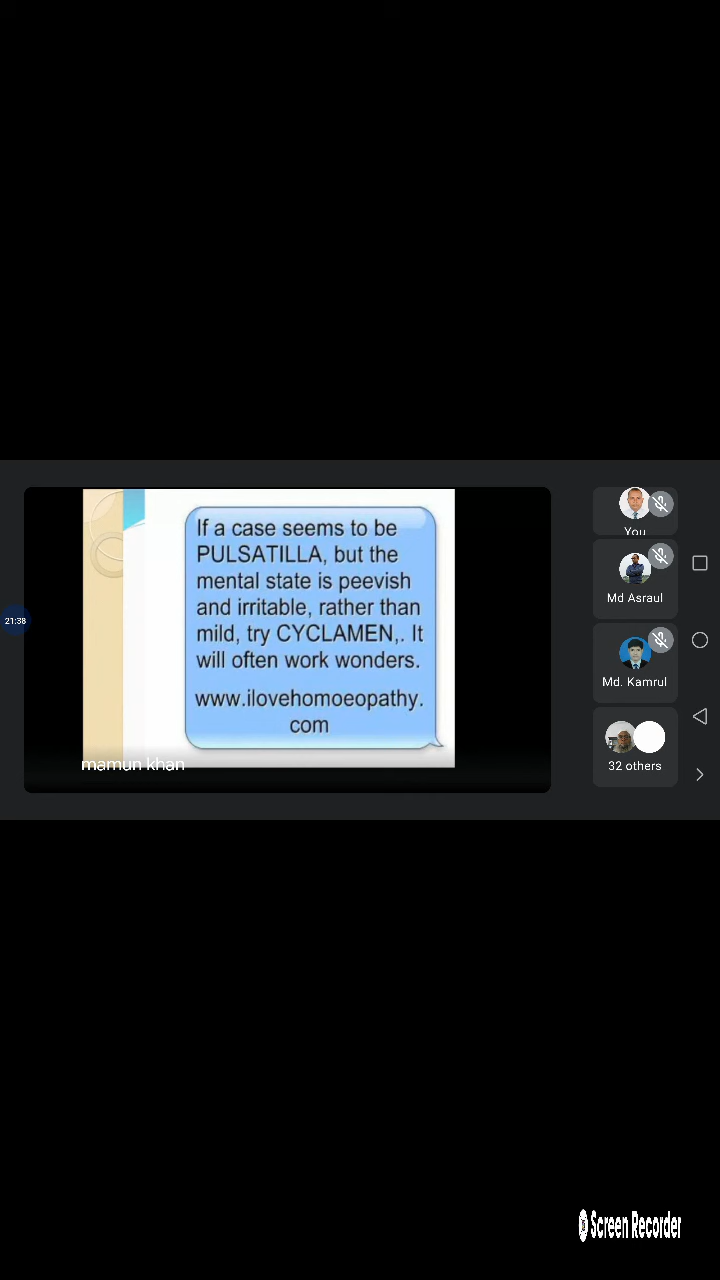 If a case seems to be
PULSATILLA, but the
mental state is peevish
and irritable, rather than
mild, try CYCLAMEN,. It
will often work wonders.
www.ilovehomoeopathy.
com
mamun khan
21:38
You
Md Asraul
Md. Kamrul
32 others
Screen Recorder